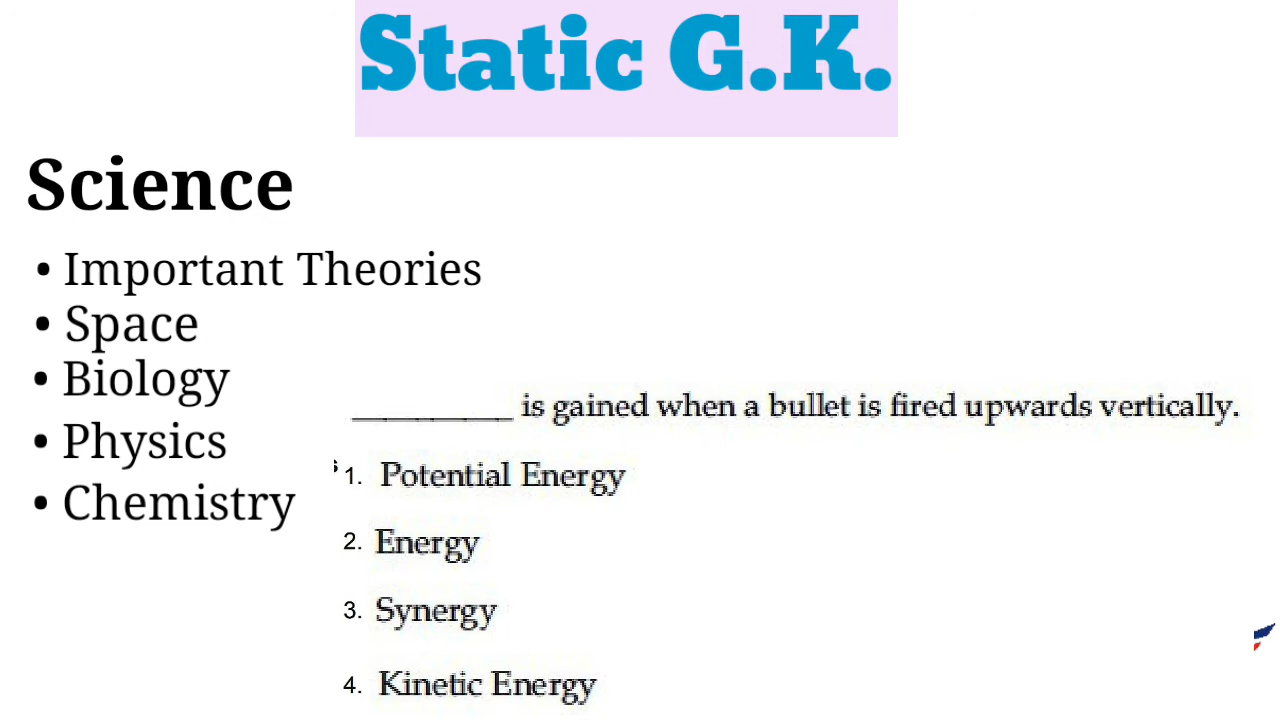 Static G.K.
Science
• Important Theories
• Space
• Biology
• Physics
• Chemistry
__________ is gained when a bullet is fired upwards vertically.
1. Potential Energy
2. Energy
3. Synergy
4. Kinetic Energy